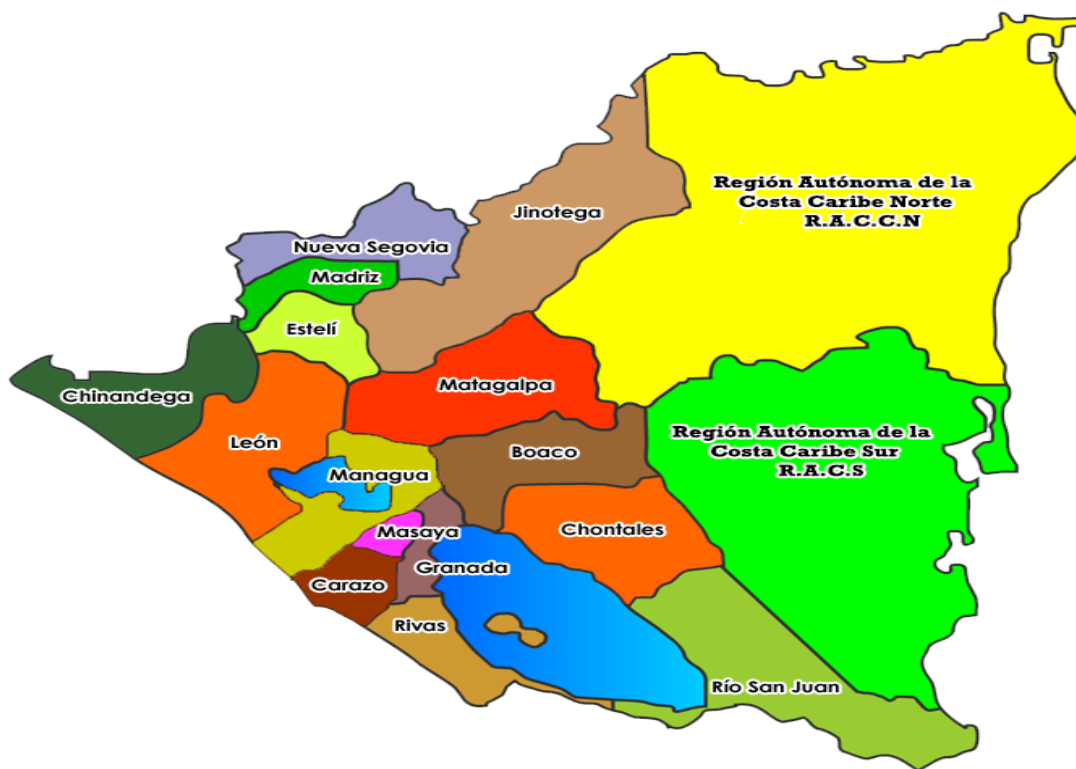 Región Autónoma de la
Costa Caribe Norte
R.A.C.C.N
Jinotega
Nueva Segovia
Madriz
Estelí
Chinandega
Matagalpa
León
Región Autónoma de la
Costa Caribe Sur
R.A.C.S
Boaco
Managua
Masaya
Chontales
Granada
Carazo
Rivas
Río San Juan